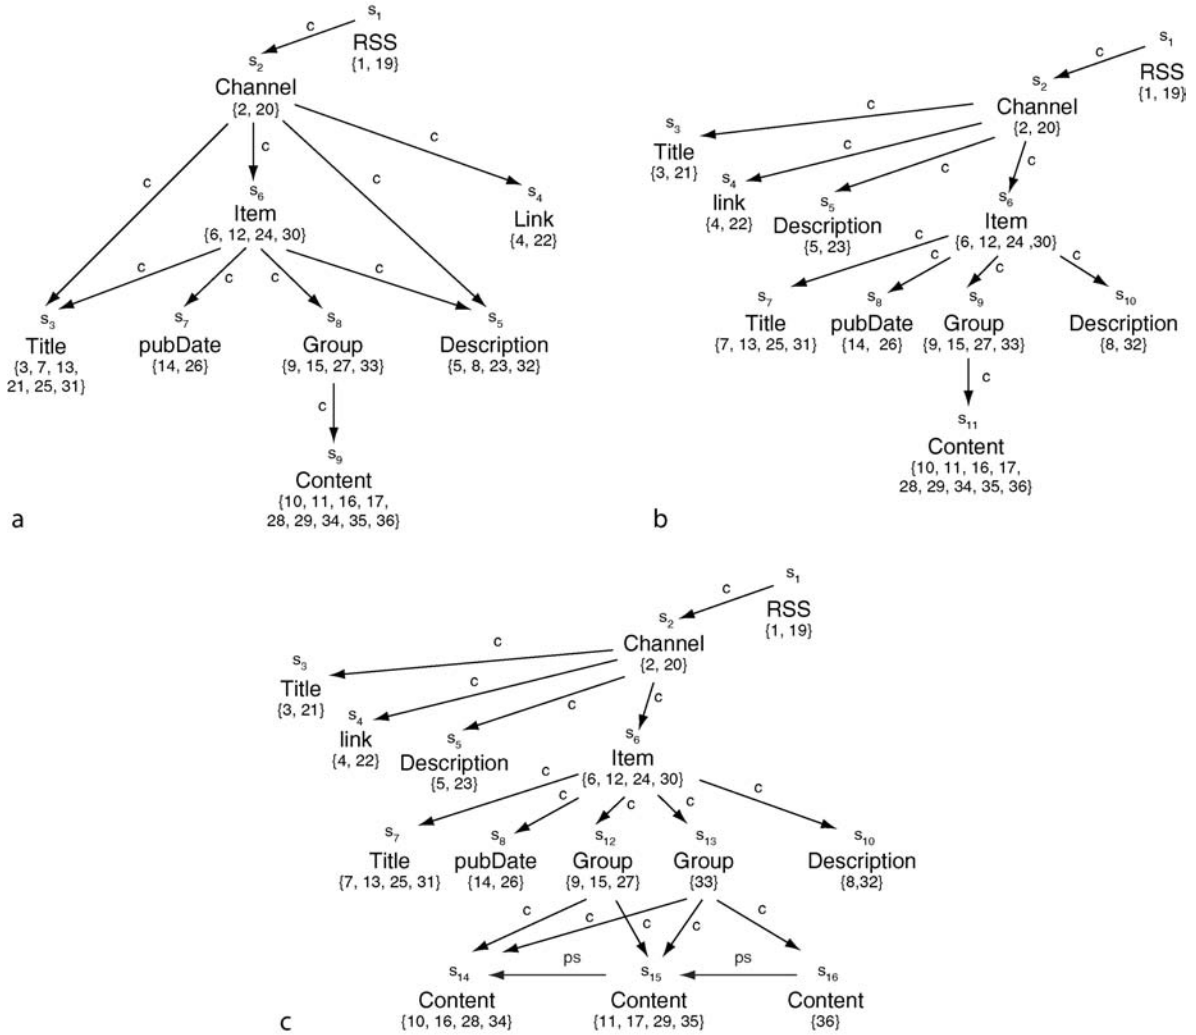 s1
c
RSS
{1, 19}
s2
Channel
{2, 20}
c
c
c
c
s6
Item
{6, 12, 24, 30}
s4
Link
{4, 22}
c
c
c
c
s3
Title
{3, 7, 13,
21, 25, 31}
s7
pubDate
{14, 26}
s8
Group
{9, 15, 27, 33}
s5
Description
{5, 8, 23, 32}
c
s9
Content
{10, 11, 16, 17,
28, 29, 34, 35, 36}
a
s1
c
RSS
{1, 19}
s2
Channel
{2, 20}
c
c
c
c
s3
Title
{3, 21}
s4
link
{4, 22}
s5
Description
{5, 23}
s6
Item
{6, 12, 24 ,30}
c
c
c
c
s7
Title
{7, 13, 25, 31}
s8
pubDate
{14, 26}
s9
Group
{9, 15, 27, 33}
s10
Description
{8, 32}
c
s11
Content
{10, 11, 16, 17,
28, 29, 34, 35, 36}
b
s1
c
RSS
{1, 19}
s2
Channel
{2, 20}
c
c
c
c
s3
Title
{3, 21}
s4
link
{4, 22}
s5
Description
{5, 23}
s6
Item
{6, 12, 24, 30}
c
c
c
c
c
s7
Title
{7, 13, 25, 31}
s8
pubDate
{14, 26}
s12
Group
{9, 15, 27}
s13
Group
{33}
s10
Description
{8,32}
c
c
c
c
c
s14
Content
{10, 16, 28, 34}
ps
s15
Content
{11, 17, 29, 35}
ps
s16
Content
{36}
c